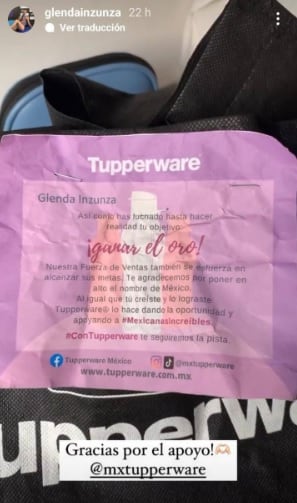 glendainzunza 22 h
Ver traducción
Tupperware
Glenda Inzunza
Así como has luchado hasta hacer
realidad tu objetivo:
¡ganar el oro!
Nuestra Fuerza de Ventas también se esfuerza en
alcanzar sus metas. Te agradecemos por poner en
alto el nombre de México.
Al igual que tú creíste y lo lograste
Tupperware® lo hace dando la oportunidad y
apoyando a #Mexicanasincreíbles.
#ConTupperware te seguiremos la pista.
Tupperware México @mxtupperware
www.tupperware.com.mx
upperw
Gracias por el apoyo!
@mxtupperware